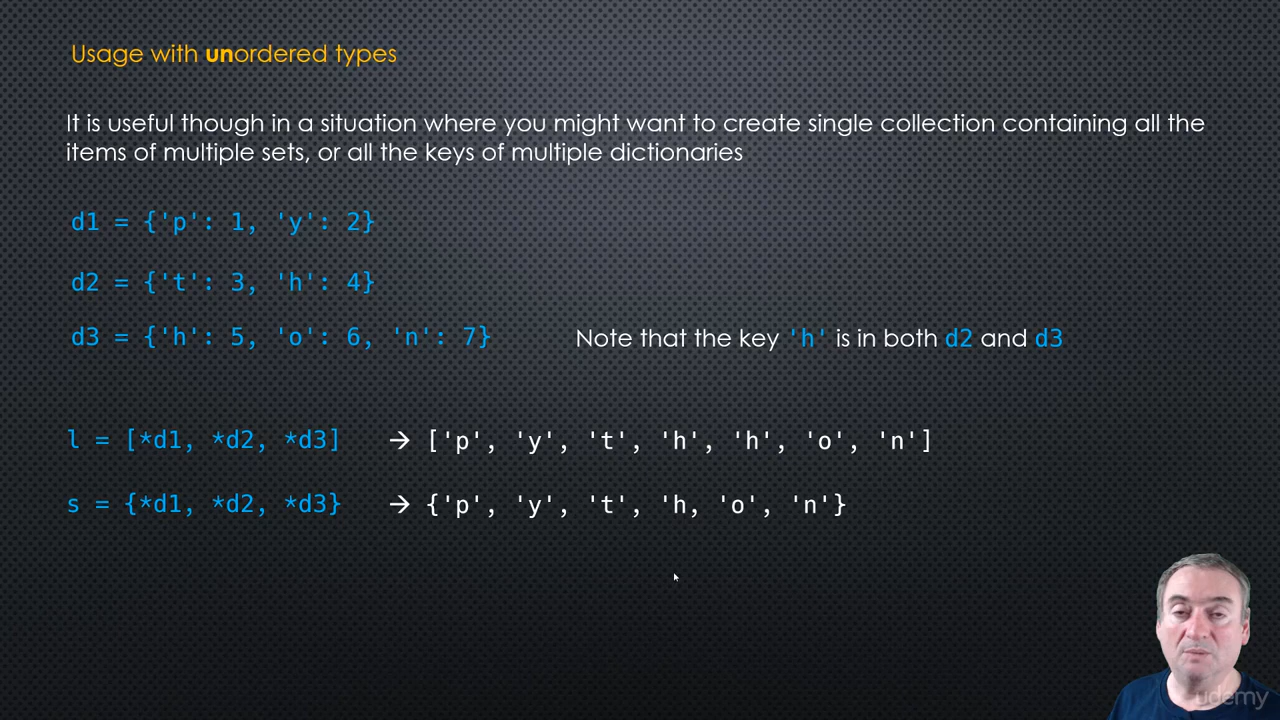 Usage with unordered types
It is useful though in a situation where you might want to create single collection containing all the
items of multiple sets, or all the keys of multiple dictionaries
d1 = {'p': 1, 'y': 2}
d2 = {'t': 3, 'h': 4}
d3 = {'h': 5, 'o': 6, 'n': 7} Note that the key 'h' is in both d2 and d3
l = [*d1, *d2, *d3] → ['p', 'y', 't', 'h', 'h', 'o', 'n']
s = {*d1, *d2, *d3} → {'p', 'y', 't', 'h, 'o', 'n'}
udemy